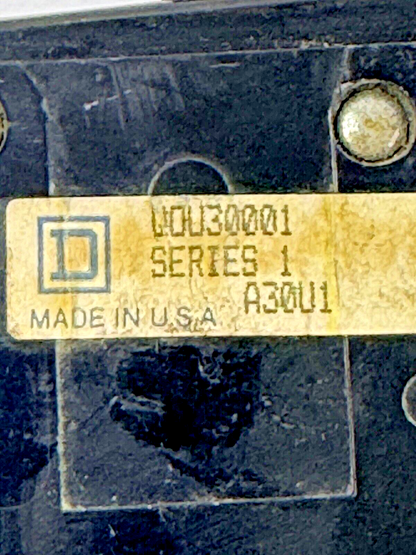 D
VOU30001
SERIES 1
A30U1
MADE IN U.S.A